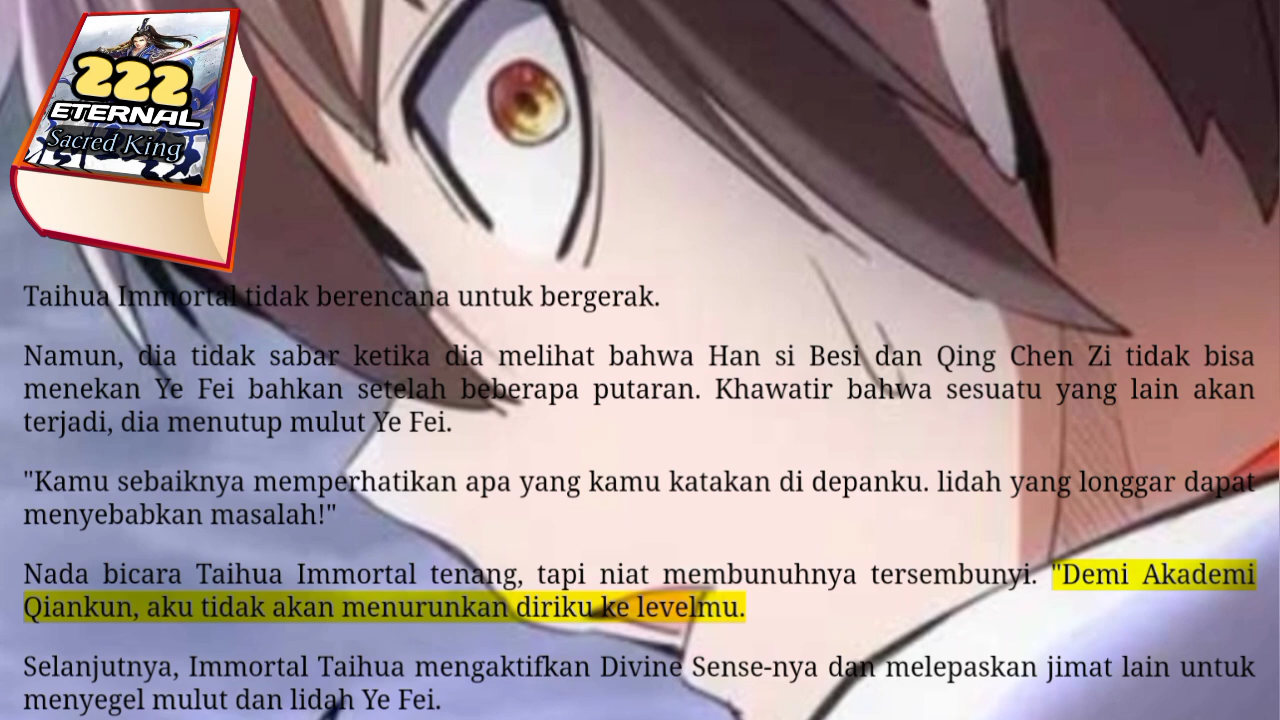 222
ETERNAL
Sacred King
Taihua Immortal tidak berencana untuk bergerak.
Namun, dia tidak sabar ketika dia melihat bahwa Han si Besi dan Qing Chen Zi tidak bisa
menekan Ye Fei bahkan setelah beberapa putaran. Khawatir bahwa sesuatu yang lain akan
terjadi, dia menutup mulut Ye Fei.
"Kamu sebaiknya memperhatikan apa yang kamu katakan di depanku. lidah yang longgar dapat
menyebabkan masalah!"
Nada bicara Taihua Immortal tenang, tapi niat membunuhnya tersembunyi. "Demi Akademi
Qiankun, aku tidak akan menurunkan diriku ke levelmu.
Selanjutnya, Immortal Taihua mengaktifkan Divine Sense-nya dan melepaskan jimat lain untuk
menyegel mulut dan lidah Ye Fei.